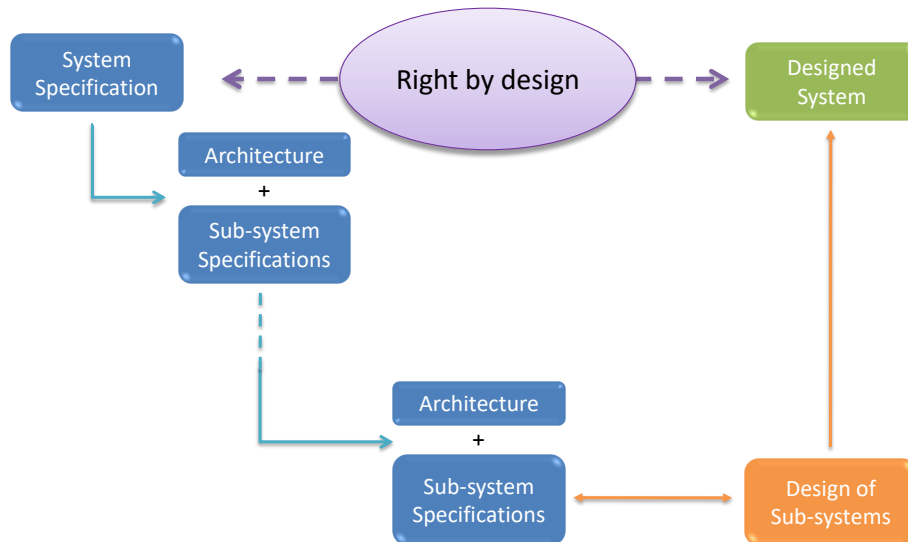 System
Specification
Right by design
Designed
System
Architecture
+
Sub-system
Specifications
Architecture
+
Sub-system
Specifications
Design of
Sub-systems